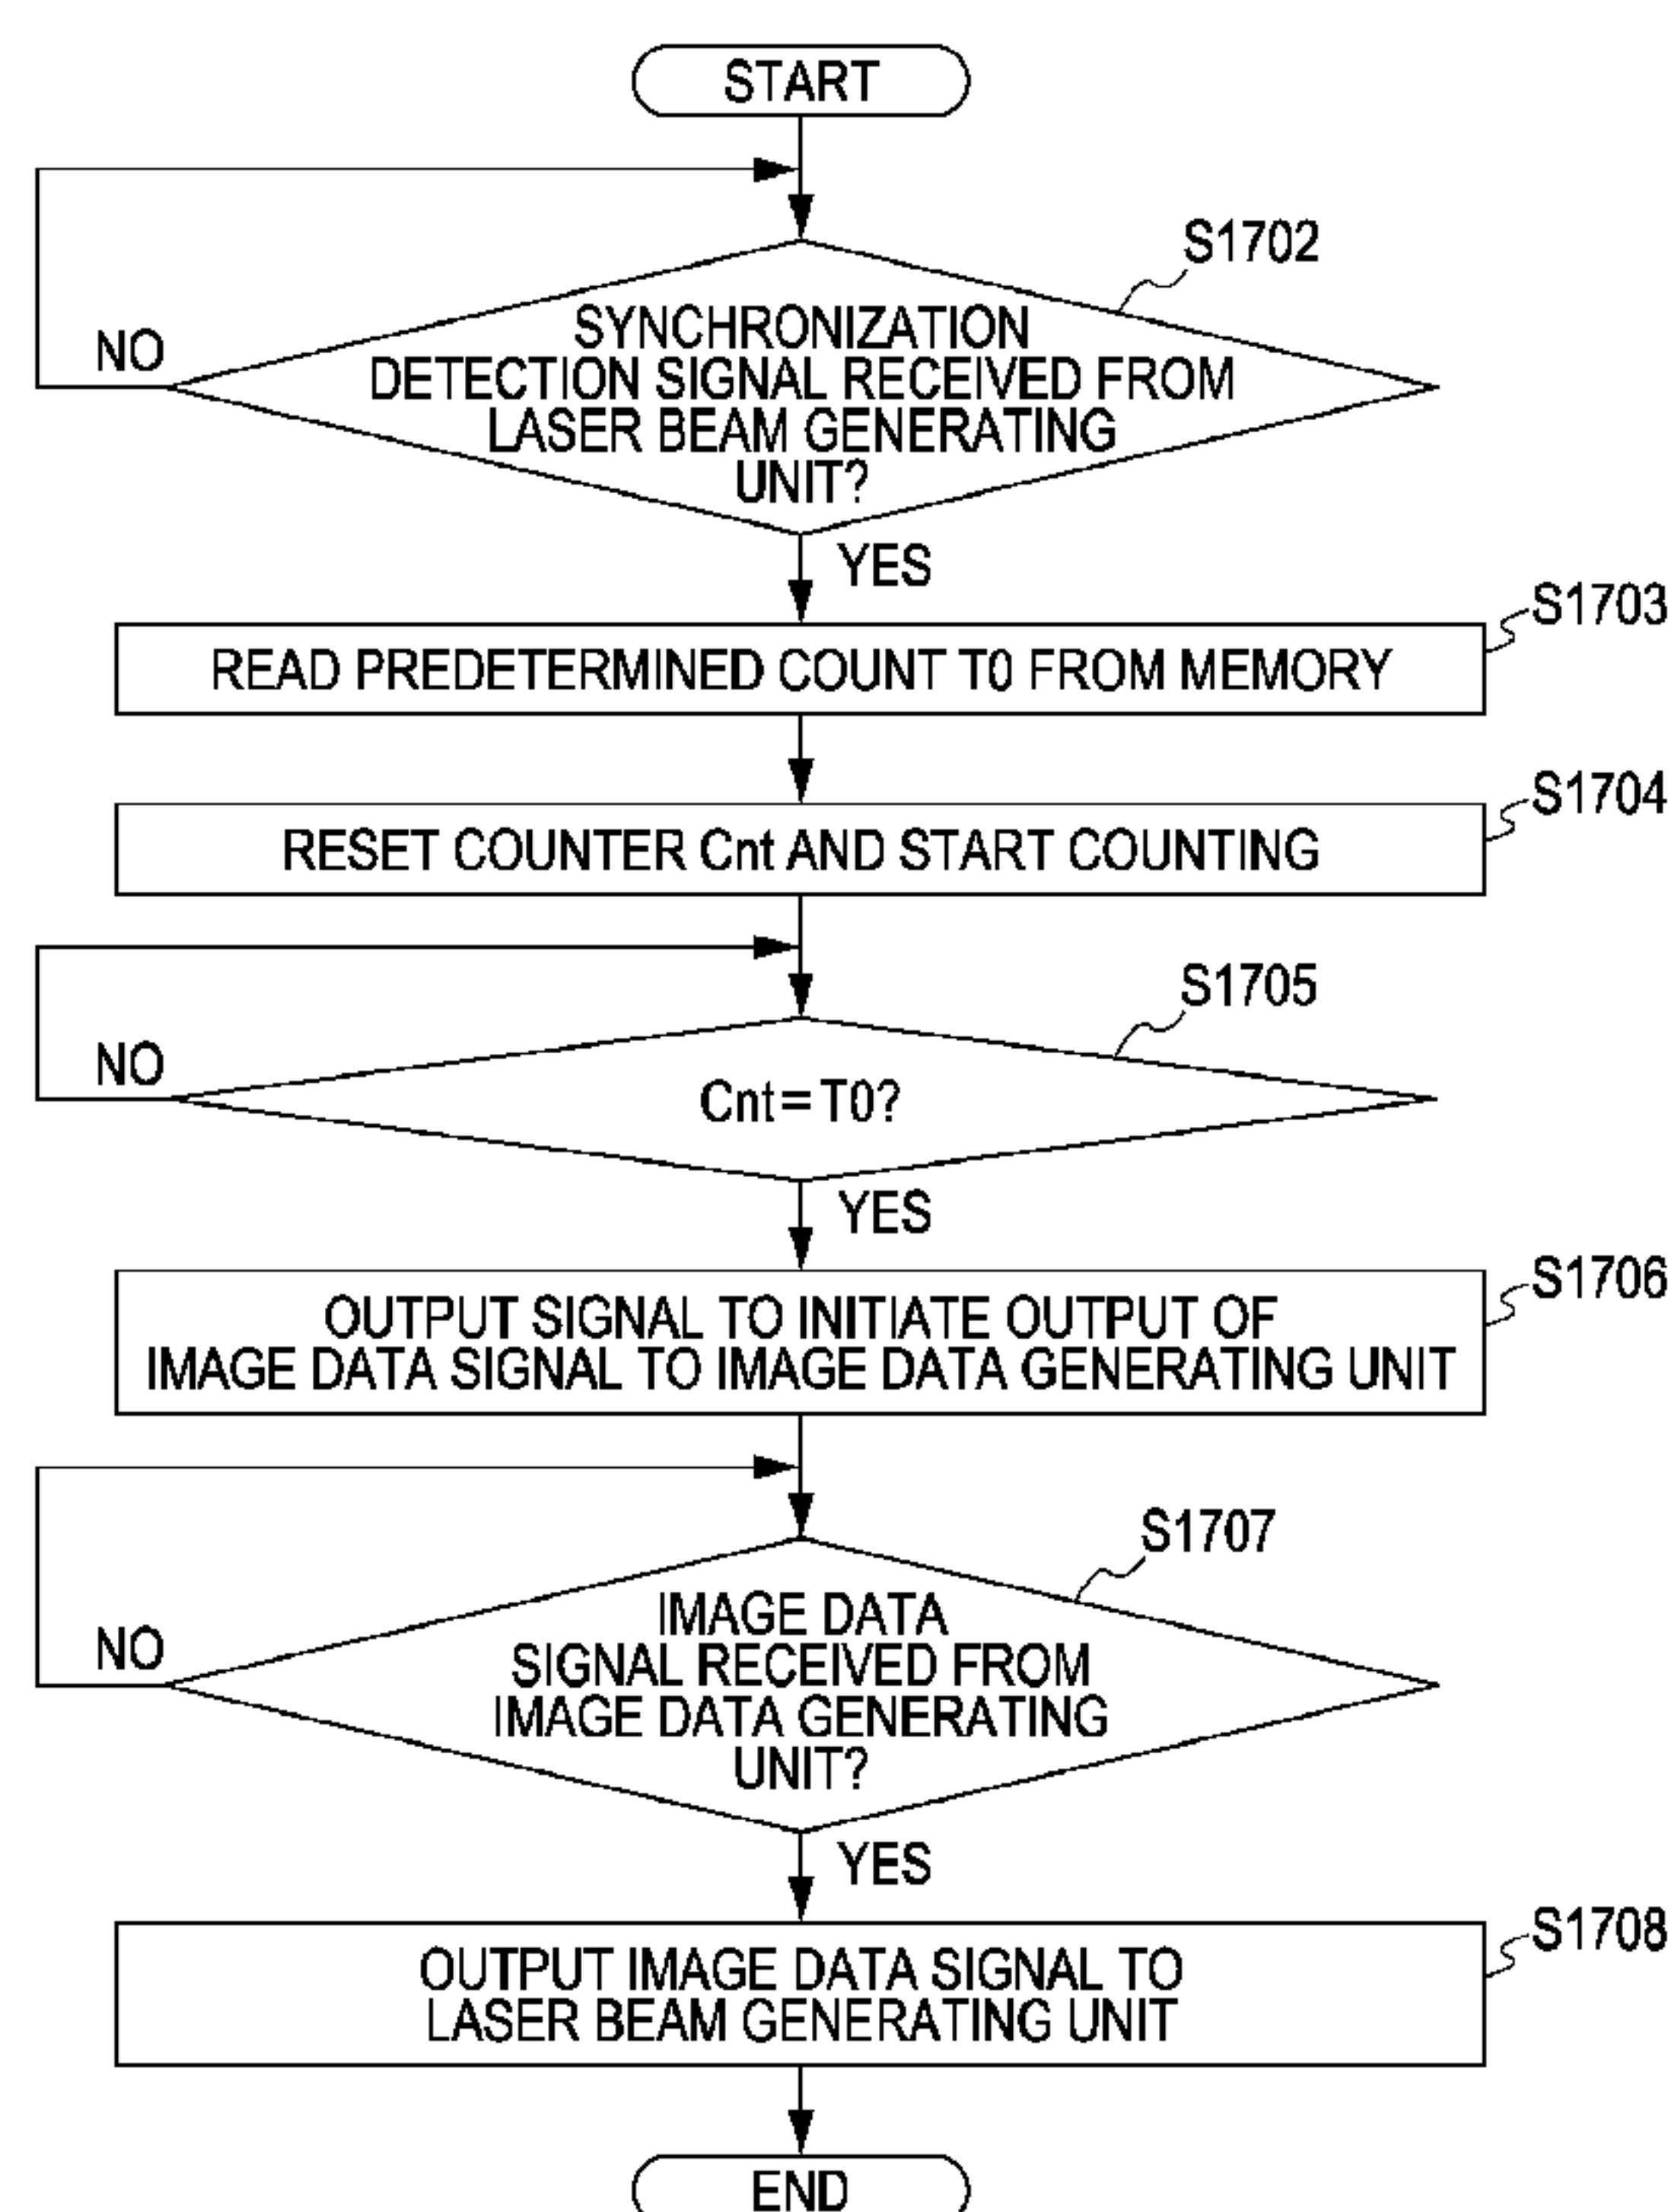 START
S1702
SYNCHRONIZATION
DETECTION SIGNAL RECEIVED FROM
LASER BEAM GENERATING
UNIT?
NO
YES
S1703
READ PREDETERMINED COUNT T0 FROM MEMORY
S1704
RESET COUNTER Cnt AND START COUNTING
S1705
NO
Cnt = T0?
YES
S1706
OUTPUT SIGNAL TO INITIATE OUTPUT OF
IMAGE DATA SIGNAL TO IMAGE DATA GENERATING UNIT
S1707
IMAGE DATA
SIGNAL RECEIVED FROM
IMAGE DATA GENERATING
UNIT?
NO
YES
S1708
OUTPUT IMAGE DATA SIGNAL TO
LASER BEAM GENERATING UNIT
END